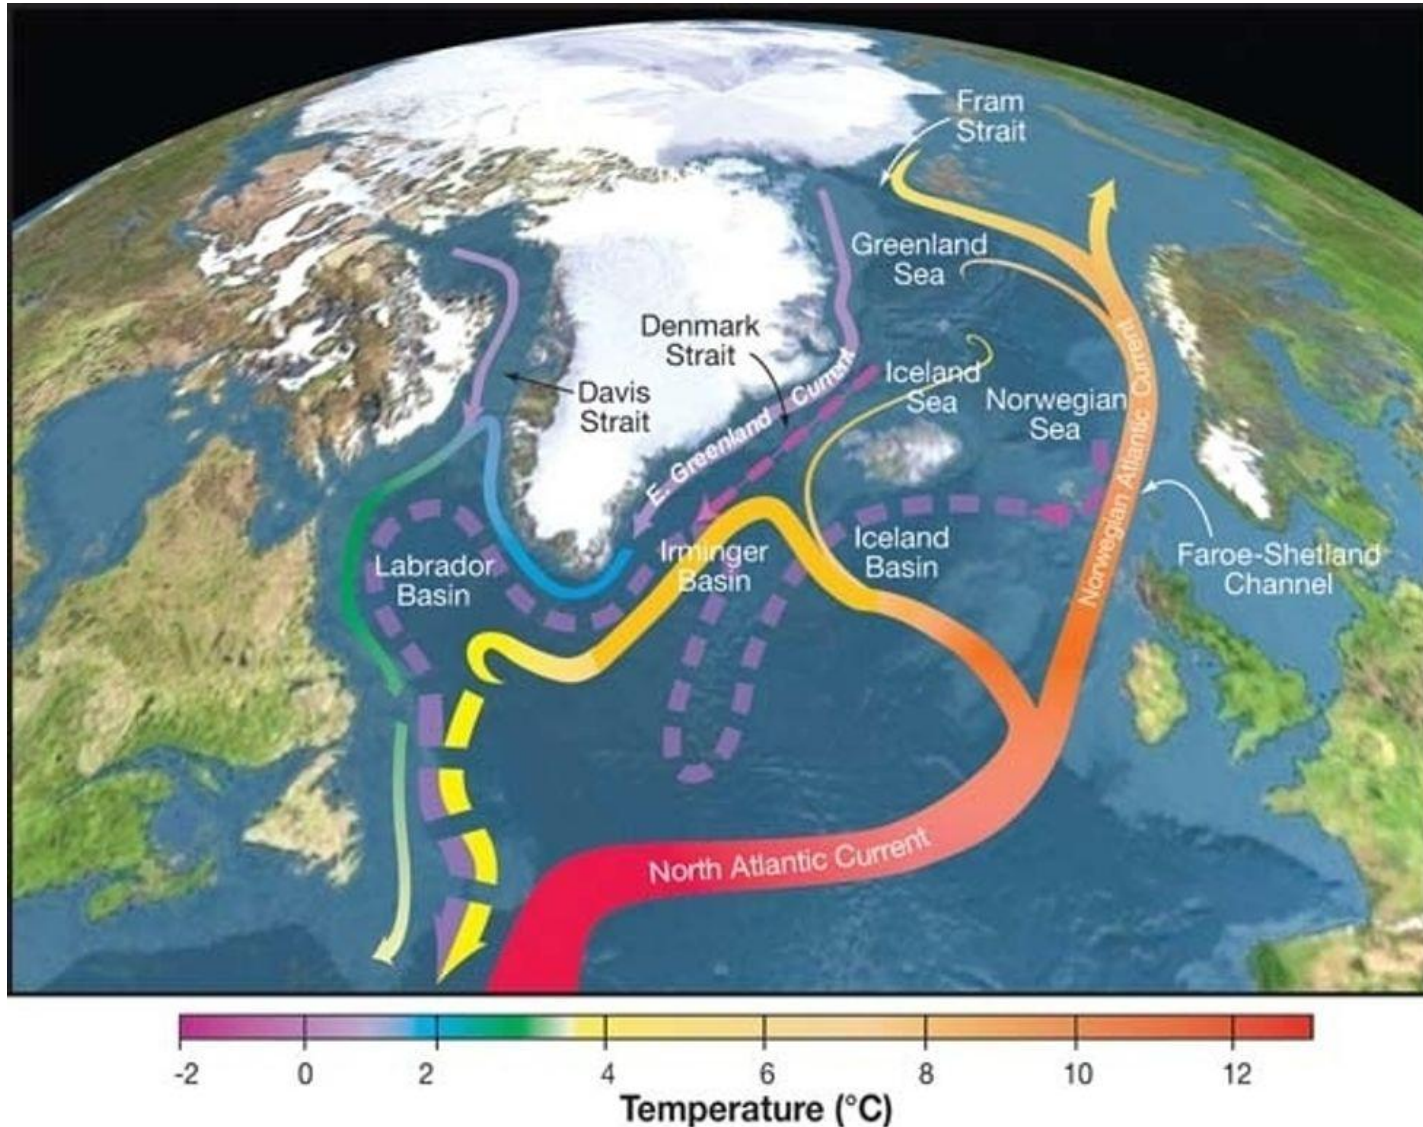 Fram
Strait
Greenland
Sea
Denmark
Strait
Davis
Strait
E. Greenland Current
Iceland
Sea
Norwegian
Sea
Norwegian Atlantic Current
Labrador
Basin
Irminger
Basin
Iceland
Basin
Faroe-Shetland
Channel
North Atlantic Current
-2 0 2 4 6 8 10 12
Temperature (°C)